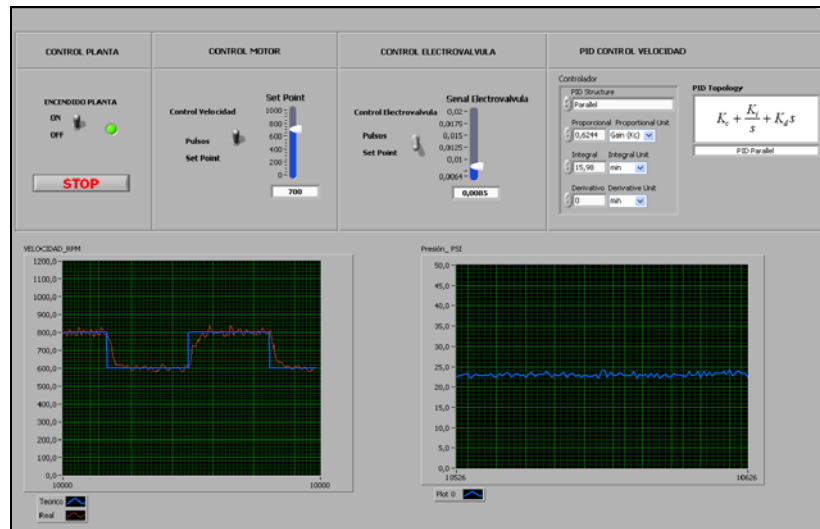 CONTROL PLANTA
ENCENDIDO PLANTA
ON
OFF
STOP
CONTROL MOTOR
Set Point
Control Velocidad
Pulsos
Set Point
1000
800
600
400
200
0
700
CONTROL ELECTROVALVULA
Senal Electrovalvula
Control Electrovalvula
Pulsos
Set Point
0,02
0,0175
0,015
0,0125
0,01
0,0064
0,0085
PID CONTROL VELOCIDAD
Controlador
PID Structure
Parallel
Proporcional Proportional Unit
0,6244 Gain (Kc)
Integral Integral Unit
15,98 min
Derivativo Derivative Unit
0 min
PID Topology
K_c + K_i/s + K_d s
PID Parallel
VELOCIDAD_RPM
1200,0
1100,0
1000,0
900,0
800,0
700,0
600,0
500,0
400,0
300,0
200,0
100,0
0,0
10000 10000
Teorico
Real
Presión_ PSI
50,0
45,0
40,0
35,0
30,0
25,0
20,0
15,0
10,0
5,0
0,0
10526 10626
Plot 0